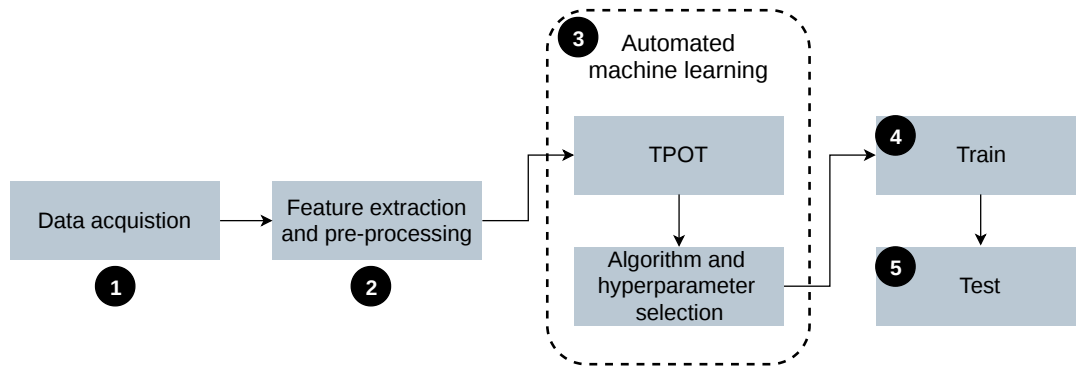 Data acquistion
1
Feature extraction
and pre-processing
2
3
Automated
machine learning
TPOT
Algorithm and
hyperparameter
selection
4
Train
5
Test